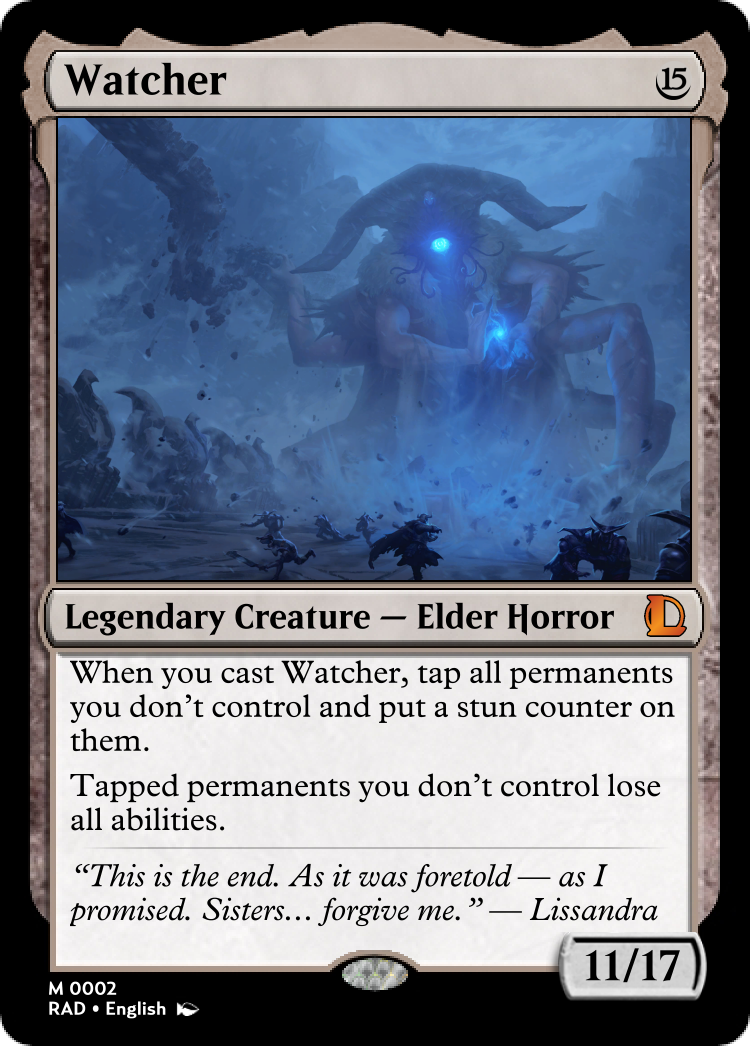 Watcher 15
Legendary Creature — Elder Horror
When you cast Watcher, tap all permanents
you don’t control and put a stun counter on
them.
Tapped permanents you don’t control lose
all abilities.
“This is the end. As it was foretold — as I
promised. Sisters… forgive me.” — Lissandra
11/17
M 0002
RAD • English